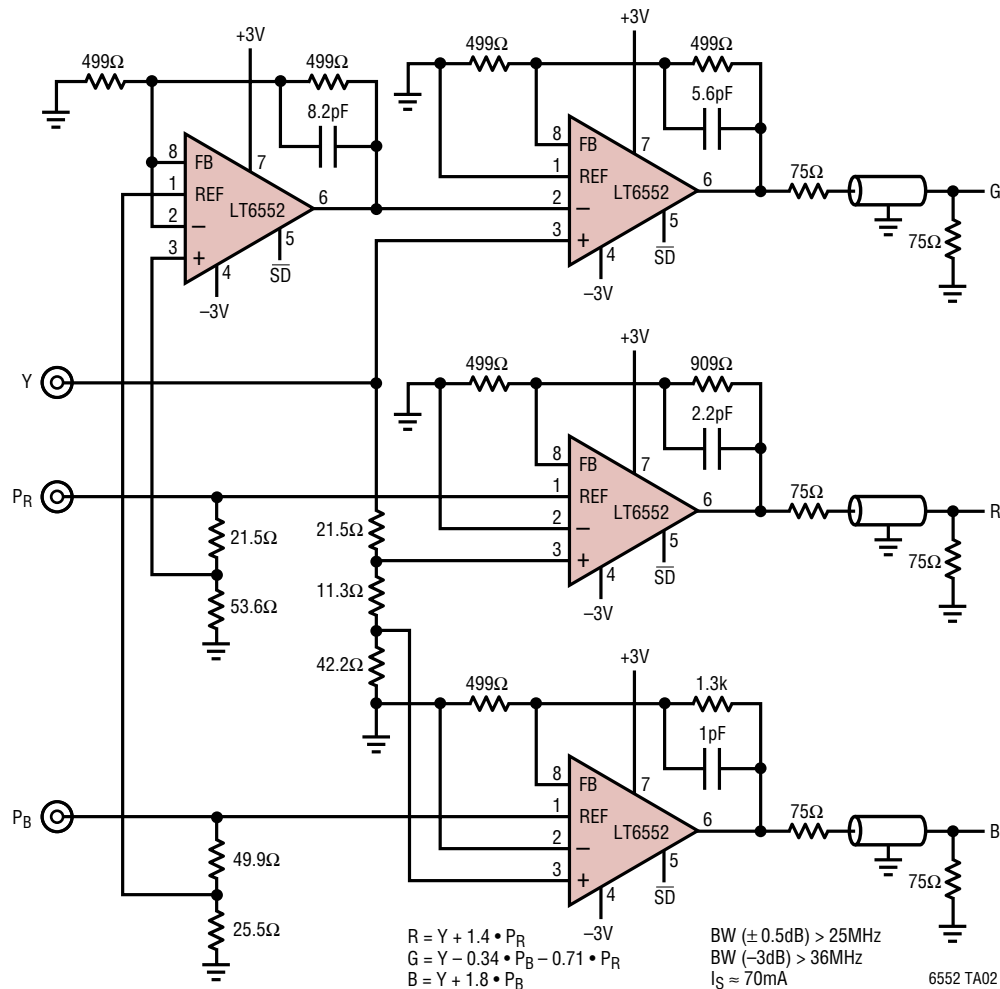 +3V
499Ω
499Ω
8.2pF
8
FB
7
1
REF
2
–
LT6552
6
3
+
5
SD
4
–3V
+3V
499Ω
499Ω
5.6pF
8
FB
7
1
REF
2
–
LT6552
6
3
+
5
SD
4
–3V
75Ω
G
75Ω
Y
+3V
499Ω
909Ω
2.2pF
8
FB
7
1
REF
2
–
LT6552
6
3
+
5
SD
4
–3V
75Ω
R
75Ω
PR
21.5Ω
53.6Ω
21.5Ω
11.3Ω
42.2Ω
+3V
499Ω
1.3k
1pF
8
FB
7
1
REF
2
–
LT6552
6
3
+
5
SD
4
–3V
75Ω
B
75Ω
PB
49.9Ω
25.5Ω
R = Y + 1.4 • PR
G = Y – 0.34 • PB – 0.71 • PR
B = Y + 1.8 • PB
BW (± 0.5dB) > 25MHz
BW (–3dB) > 36MHz
IS ≈ 70mA
6552 TA02